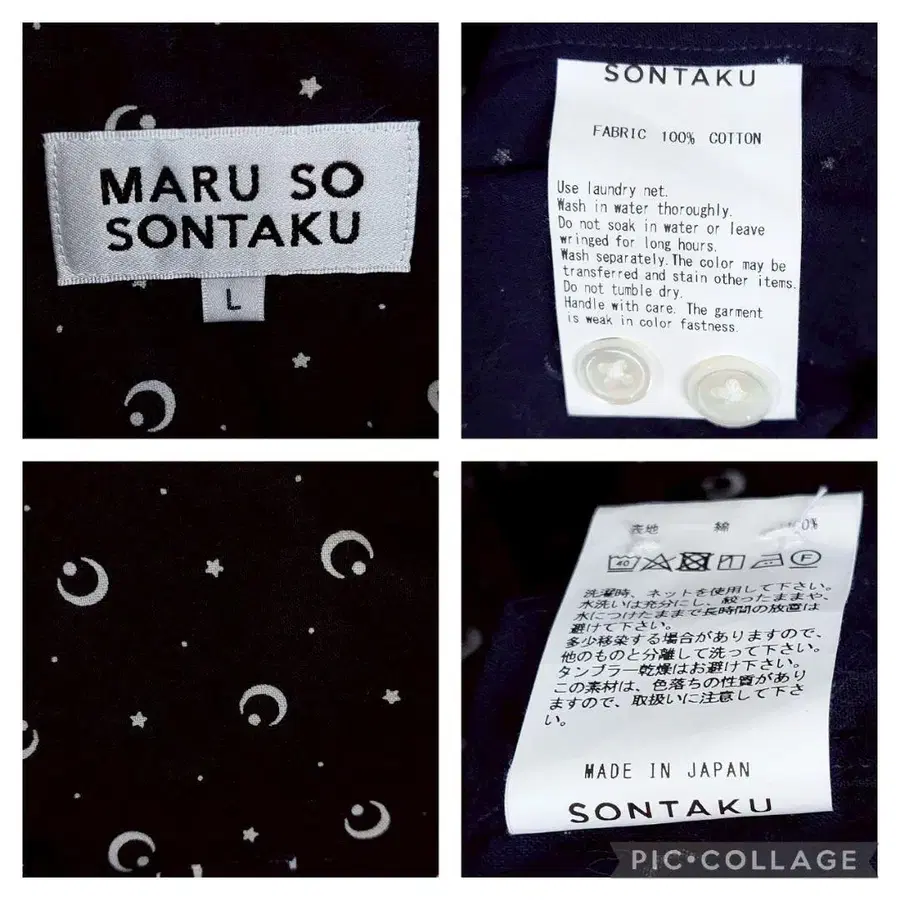 MARU SO
SONTAKU
L
SONTAKU
FABRIC 100% COTTON
Use laundry net.
Wash in water thoroughly.
Do not soak in water or leave
wringed for long hours.
Wash separately.The color may be
transferred and stain other items.
Do not tumble dry.
Handle with care. The garment
is weak in color fastness.
表地 綿
40
F
洗濯時、ネットを使用して下さい。
水洗いは充分にし、絞ったままや、
水につけたままで長時間の放置は
避けて下さい。
多少移染する場合がありますので、
他のものと分離して洗って下さい。
タンブラー乾燥はお避け下さい。
この素材は、色落ちの性質があり
ますので、取扱いに注意して下さ
い。
MADE IN JAPAN
SONTAKU
PIC•COLLAGE